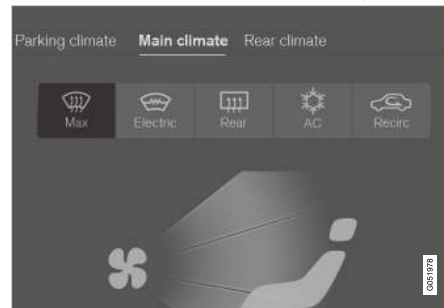 Parking climate Main climate Rear climate
Max Electric Rear AC Recirc
G051978